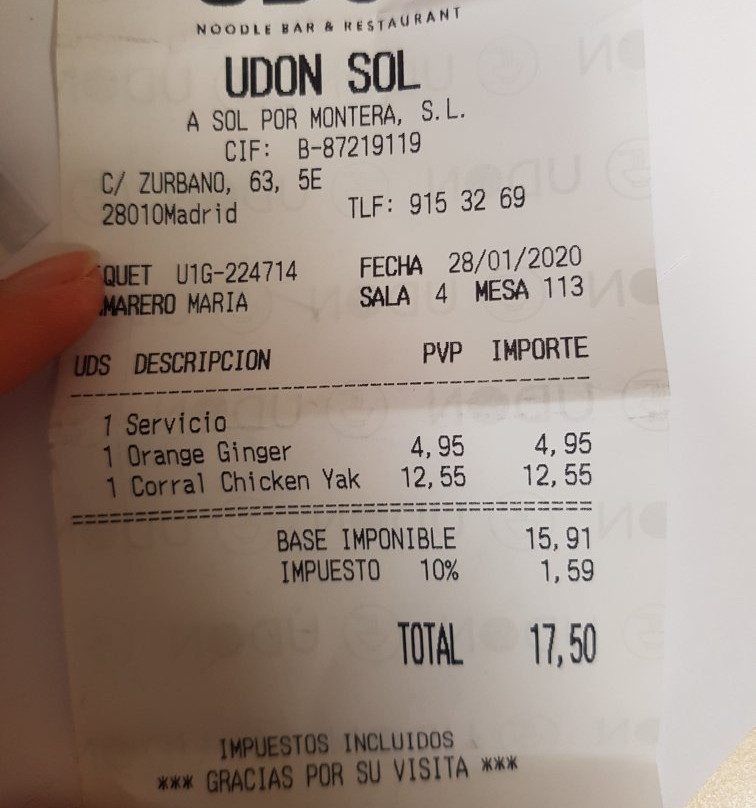 NOODLE BAR & RESTAURANT
UDON SOL
A SOL POR MONTERA, S.L.
CIF: B-87219119
C/ ZURBANO, 63, 5E
28010Madrid TLF: 915 32 69
QUET U1G-224714 FECHA 28/01/2020
MARERO MARIA SALA 4 MESA 113
UDS DESCRIPCION PVP IMPORTE
1 Servicio
1 Orange Ginger 4,95 4,95
1 Corral Chicken Yak 12,55 12,55
BASE IMPONIBLE 15,91
IMPUESTO 10% 1,59
TOTAL 17,50
IMPUESTOS INCLUIDOS
*** GRACIAS POR SU VISITA ***